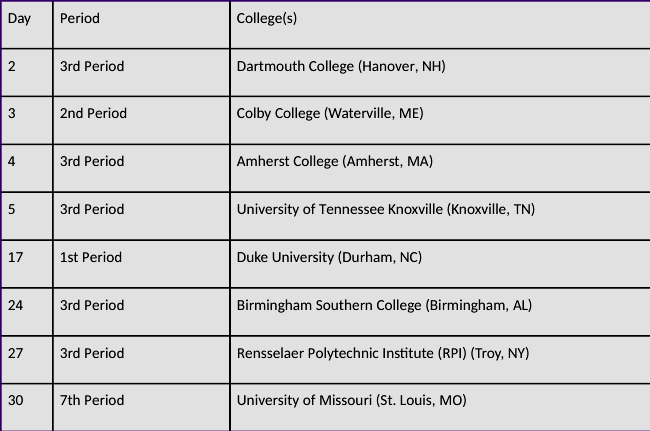 Day Period College(s)
2 3rd Period Dartmouth College (Hanover, NH)
3 2nd Period Colby College (Waterville, ME)
4 3rd Period Amherst College (Amherst, MA)
5 3rd Period University of Tennessee Knoxville (Knoxville, TN)
17 1st Period Duke University (Durham, NC)
24 3rd Period Birmingham Southern College (Birmingham, AL)
27 3rd Period Rensselaer Polytechnic Institute (RPI) (Troy, NY)
30 7th Period University of Missouri (St. Louis, MO)